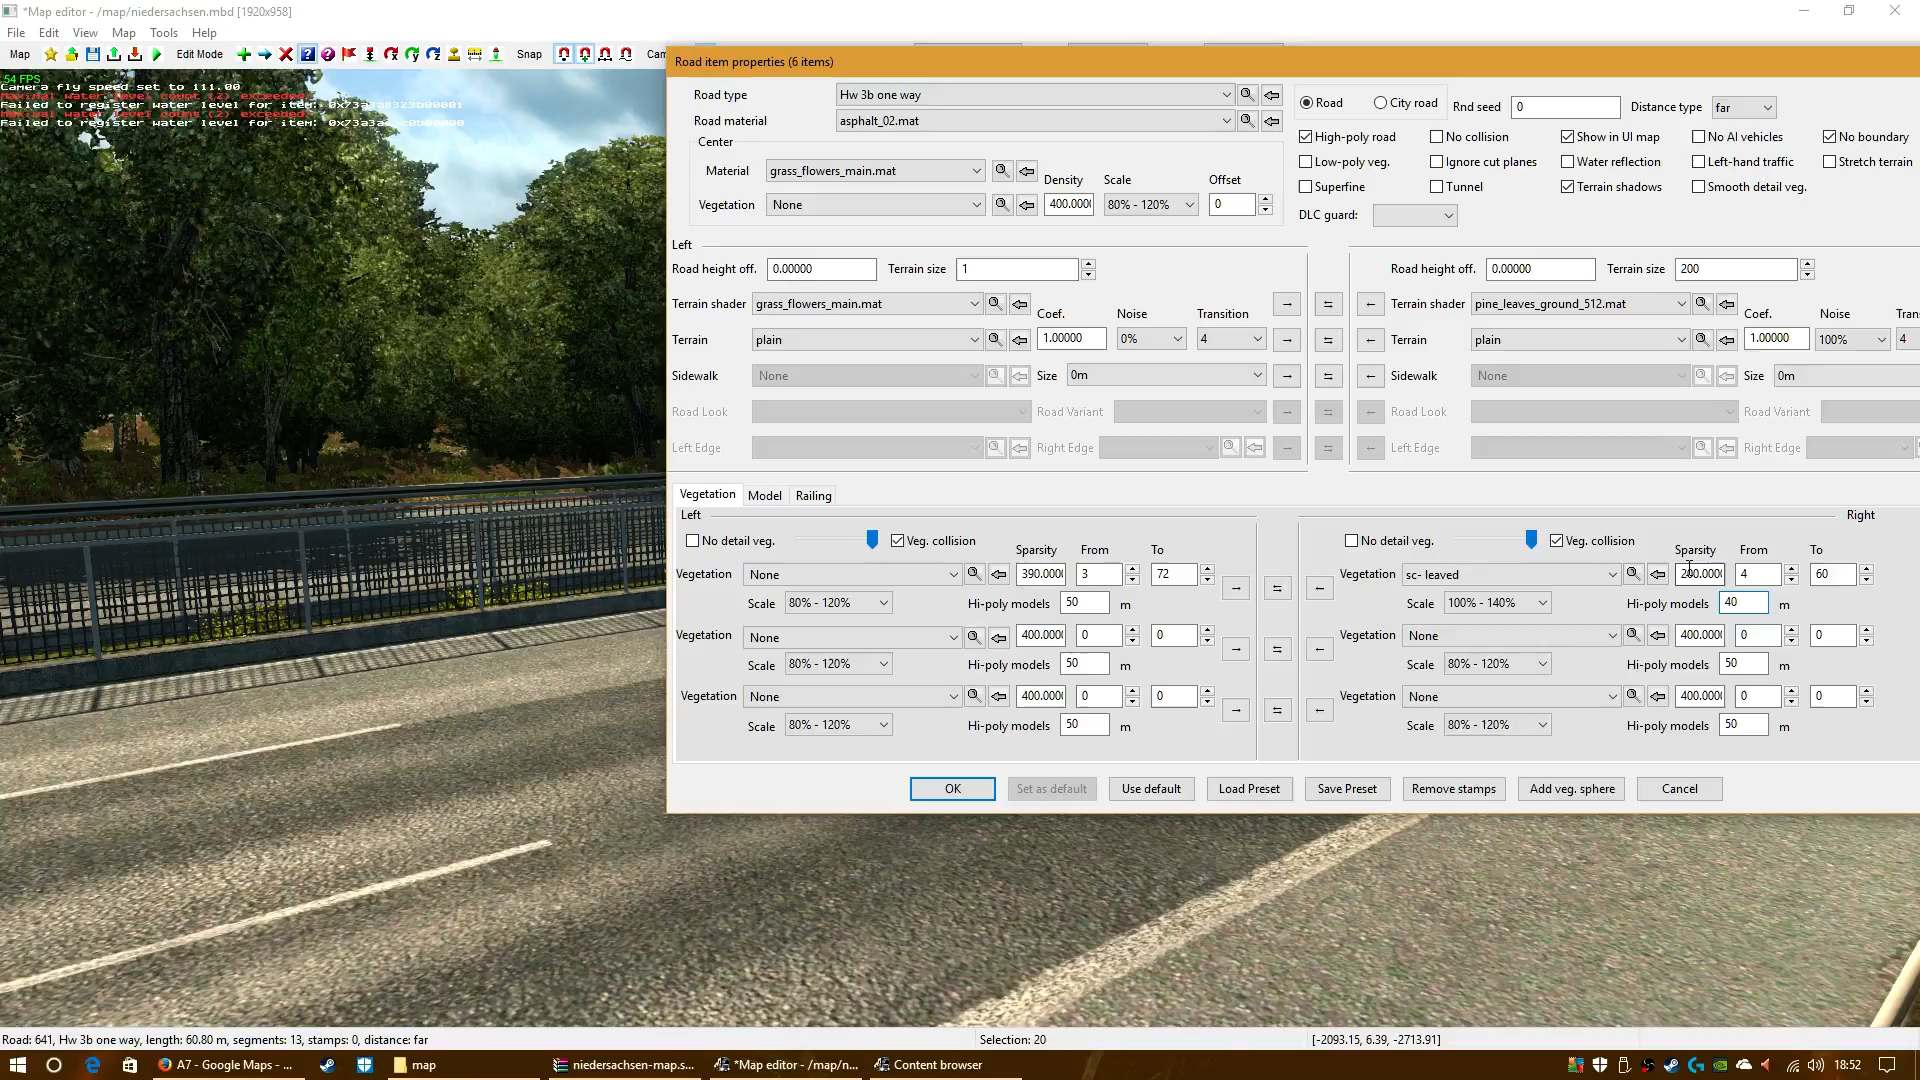 *Map editor - /map/niedersachsen.mbd [1920x958]
File Edit View Map Tools Help
Map Edit Mode Snap Cam
54 FPS
Camera fly speed set to 111.00
Maximal water level count (2) exceeded.
Failed to register water level for item:
Maximal water level count (2) exceeded.
Failed to register water level for item:
Road item properties (6 items)
Road type Hw 3b one way
Road material asphalt_02.mat
Road City road Rnd seed 0 Distance type far
Center
High-poly road No collision Show in UI map No AI vehicles No boundary
Material grass_flowers_main.mat Density Scale Offset
Low-poly veg. Ignore cut planes Water reflection Left-hand traffic Stretch terrain
Vegetation None 400.000 80% - 120% 0
Superfine Tunnel Terrain shadows Smooth detail veg.
DLC guard:
Left
Road height off. 0.00000 Terrain size 1 Road height off. 0.00000 Terrain size 200
Terrain shader grass_flowers_main.mat Coef. Noise Transition → ⇆ ← Terrain shader pine_leaves_ground_512.mat Coef. Noise Trans
Terrain plain 1.00000 0% 4 → ⇆ ← Terrain plain 1.00000 100% 4
Sidewalk None Size 0m → ⇆ ← Sidewalk None Size 0m
Road Look Road Variant → ⇆ ← Road Look Road Variant
Left Edge Right Edge → ⇆ ← Left Edge Right Edge
Vegetation Model Railing
Left Right
No detail veg. Veg. collision Sparsity From To No detail veg. Veg. collision Sparsity From To
Vegetation None 390.000 3 72 → ⇆ ← Vegetation sc- leaved 200.000 4 60
Scale 80% - 120% Hi-poly models 50 m Scale 100% - 140% Hi-poly models 40 m
Vegetation None 400.000 0 0 → ⇆ ← Vegetation None 400.000 0 0
Scale 80% - 120% Hi-poly models 50 m Scale 80% - 120% Hi-poly models 50 m
Vegetation None 400.000 0 0 → ⇆ ← Vegetation None 400.000 0 0
Scale 80% - 120% Hi-poly models 50 m Scale 80% - 120% Hi-poly models 50 m
OK Set as default Use default Load Preset Save Preset Remove stamps Add veg. sphere Cancel
Road: 641, Hw 3b one way, length: 60.80 m, segments: 13, stamps: 0, distance: far Selection: 20 [-2093.15, 6.39, -2713.91]
A7 - Google Maps - ... map niedersachsen-map.s... *Map editor - /map/n... Content browser 18:52